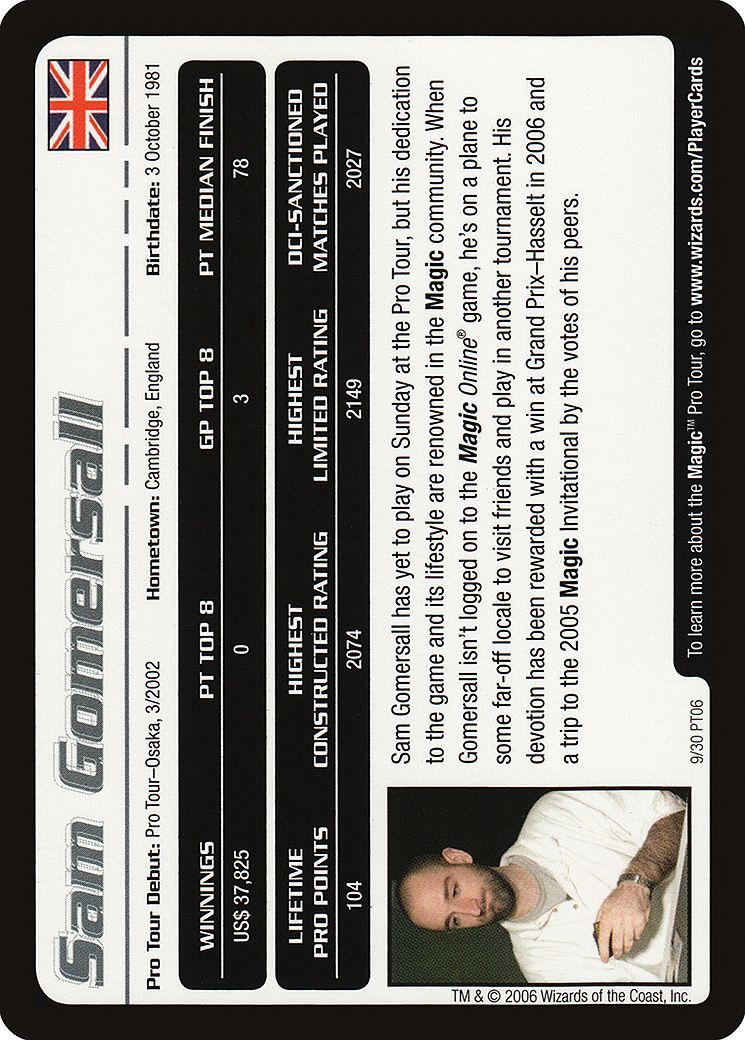 Sam Gomersall
Pro Tour Debut: Pro Tour–Osaka, 3/2002 Hometown: Cambridge, England Birthdate: 3 October 1981
WINNINGS PT TOP 8 GP TOP 8 PT MEDIAN FINISH
US$ 37,825 0 3 78
LIFETIME PRO POINTS HIGHEST CONSTRUCTED RATING HIGHEST LIMITED RATING DCI-SANCTIONED MATCHES PLAYED
104 2074 2149 2027
Sam Gomersall has yet to play on Sunday at the Pro Tour, but his dedication
to the game and its lifestyle are renowned in the Magic community. When
Gomersall isn't logged on to the Magic Online® game, he's on a plane to
some far-off locale to visit friends and play in another tournament. His
devotion has been rewarded with a win at Grand Prix–Hasselt in 2006 and
a trip to the 2005 Magic Invitational by the votes of his peers.
TM & © 2006 Wizards of the Coast, Inc.
9/30 PT06
To learn more about the Magic™ Pro Tour, go to www.wizards.com/PlayerCards